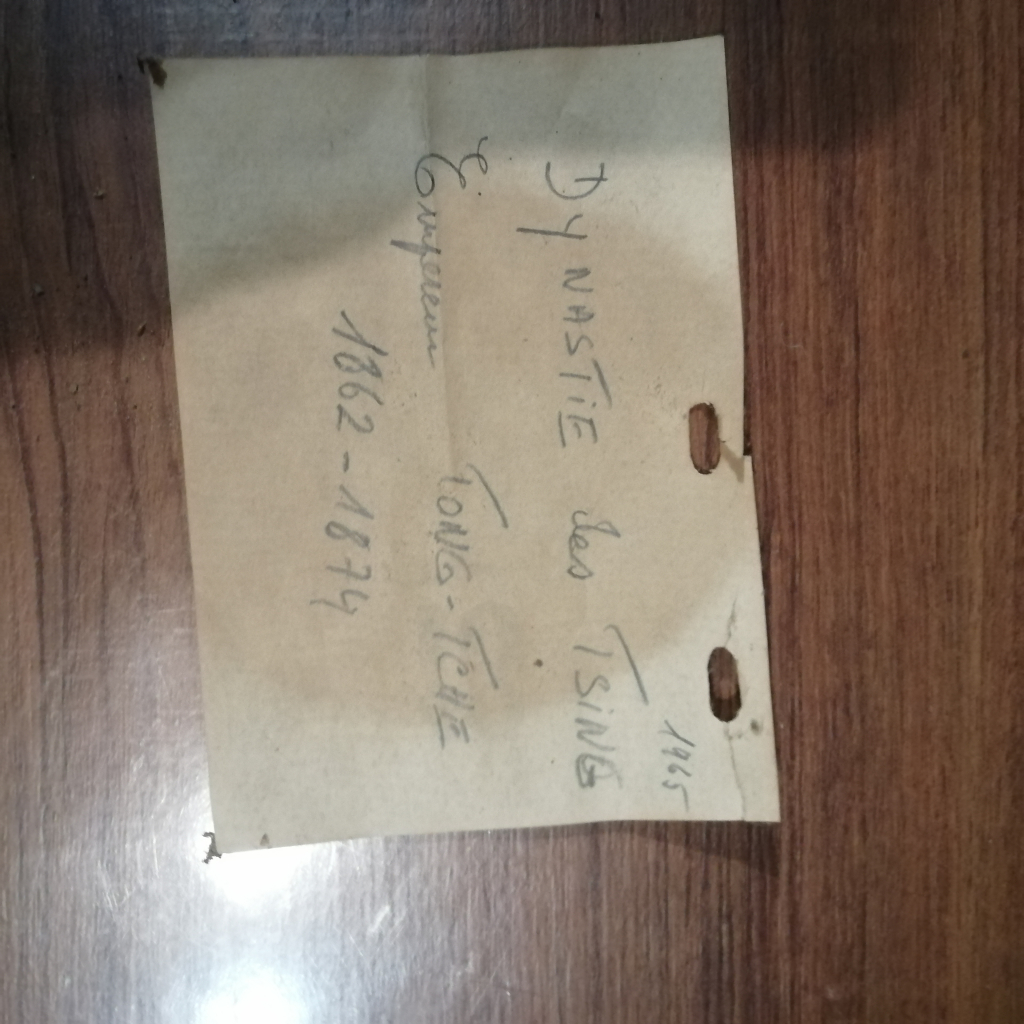 1965
DYNASTIE des TSING
Empereur TONG-TCHE
1862-1874